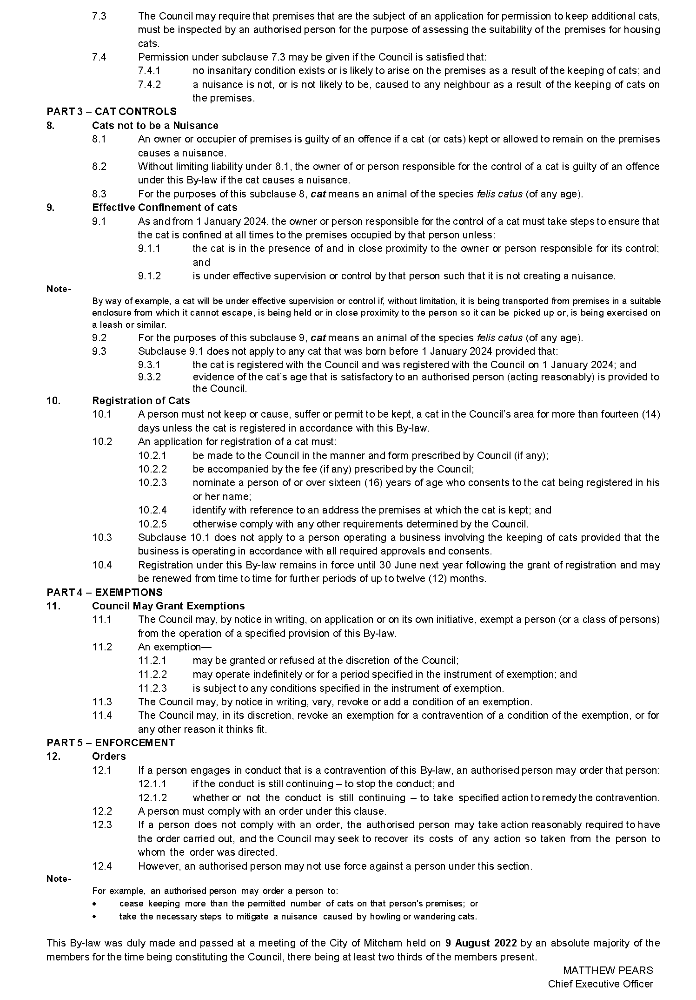 7.3 The Council may require that premises that are the subject of an application for permission to keep additional cats,
must be inspected by an authorised person for the purpose of assessing the suitability of the premises for housing
cats.
7.4 Permission under subclause 7.3 may be given if the Council is satisfied that:
7.4.1 no insanitary condition exists or is likely to arise on the premises as a result of the keeping of cats; and
7.4.2 a nuisance is not, or is not likely to be, caused to any neighbour as a result of the keeping of cats on
the premises.
PART 3 – CAT CONTROLS
8. Cats not to be a Nuisance
8.1 An owner or occupier of premises is guilty of an offence if a cat (or cats) kept or allowed to remain on the premises
causes a nuisance.
8.2 Without limiting liability under 8.1, the owner of or person responsible for the control of a cat is guilty of an offence
under this By-law if the cat causes a nuisance.
8.3 For the purposes of this subclause 8, cat means an animal of the species felis catus (of any age).
9. Effective Confinement of cats
9.1 As and from 1 January 2024, the owner or person responsible for the control of a cat must take steps to ensure that
the cat is confined at all times to the premises occupied by that person unless:
9.1.1 the cat is in the presence of and in close proximity to the owner or person responsible for its control;
and
9.1.2 is under effective supervision or control by that person such that it is not creating a nuisance.
Note-
By way of example, a cat will be under effective supervision or control if, without limitation, it is being transported from premises in a suitable
enclosure from which it cannot escape, is being held or in close proximity to the person so it can be picked up or, is being exercised on
a leash or similar.
9.2 For the purposes of this subclause 9, cat means an animal of the species felis catus (of any age).
9.3 Subclause 9.1 does not apply to any cat that was born before 1 January 2024 provided that:
9.3.1 the cat is registered with the Council and was registered with the Council on 1 January 2024; and
9.3.2 evidence of the cat’s age that is satisfactory to an authorised person (acting reasonably) is provided to
the Council.
10. Registration of Cats
10.1 A person must not keep or cause, suffer or permit to be kept, a cat in the Council’s area for more than fourteen (14)
days unless the cat is registered in accordance with this By-law.
10.2 An application for registration of a cat must:
10.2.1 be made to the Council in the manner and form prescribed by Council (if any);
10.2.2 be accompanied by the fee (if any) prescribed by the Council;
10.2.3 nominate a person of or over sixteen (16) years of age who consents to the cat being registered in his
or her name;
10.2.4 identify with reference to an address the premises at which the cat is kept; and
10.2.5 otherwise comply with any other requirements determined by the Council.
10.3 Subclause 10.1 does not apply to a person operating a business involving the keeping of cats provided that the
business is operating in accordance with all required approvals and consents.
10.4 Registration under this By-law remains in force until 30 June next year following the grant of registration and may
be renewed from time to time for further periods of up to twelve (12) months.
PART 4 – EXEMPTIONS
11. Council May Grant Exemptions
11.1 The Council may, by notice in writing, on application or on its own initiative, exempt a person (or a class of persons)
from the operation of a specified provision of this By-law.
11.2 An exemption—
11.2.1 may be granted or refused at the discretion of the Council;
11.2.2 may operate indefinitely or for a period specified in the instrument of exemption; and
11.2.3 is subject to any conditions specified in the instrument of exemption.
11.3 The Council may, by notice in writing, vary, revoke or add a condition of an exemption.
11.4 The Council may, in its discretion, revoke an exemption for a contravention of a condition of the exemption, or for
any other reason it thinks fit.
PART 5 – ENFORCEMENT
12. Orders
12.1 If a person engages in conduct that is a contravention of this By-law, an authorised person may order that person:
12.1.1 if the conduct is still continuing – to stop the conduct; and
12.1.2 whether or not the conduct is still continuing – to take specified action to remedy the contravention.
12.2 A person must comply with an order under this clause.
12.3 If a person does not comply with an order, the authorised person may take action reasonably required to have
the order carried out, and the Council may seek to recover its costs of any action so taken from the person to
whom the order was directed.
12.4 However, an authorised person may not use force against a person under this section.
Note-
For example, an authorised person may order a person to:
• cease keeping more than the permitted number of cats on that person's premises; or
• take the necessary steps to mitigate a nuisance caused by howling or wandering cats.
This By-law was duly made and passed at a meeting of the City of Mitcham held on 9 August 2022 by an absolute majority of the
members for the time being constituting the Council, there being at least two thirds of the members present.
MATTHEW PEARS
Chief Executive Officer